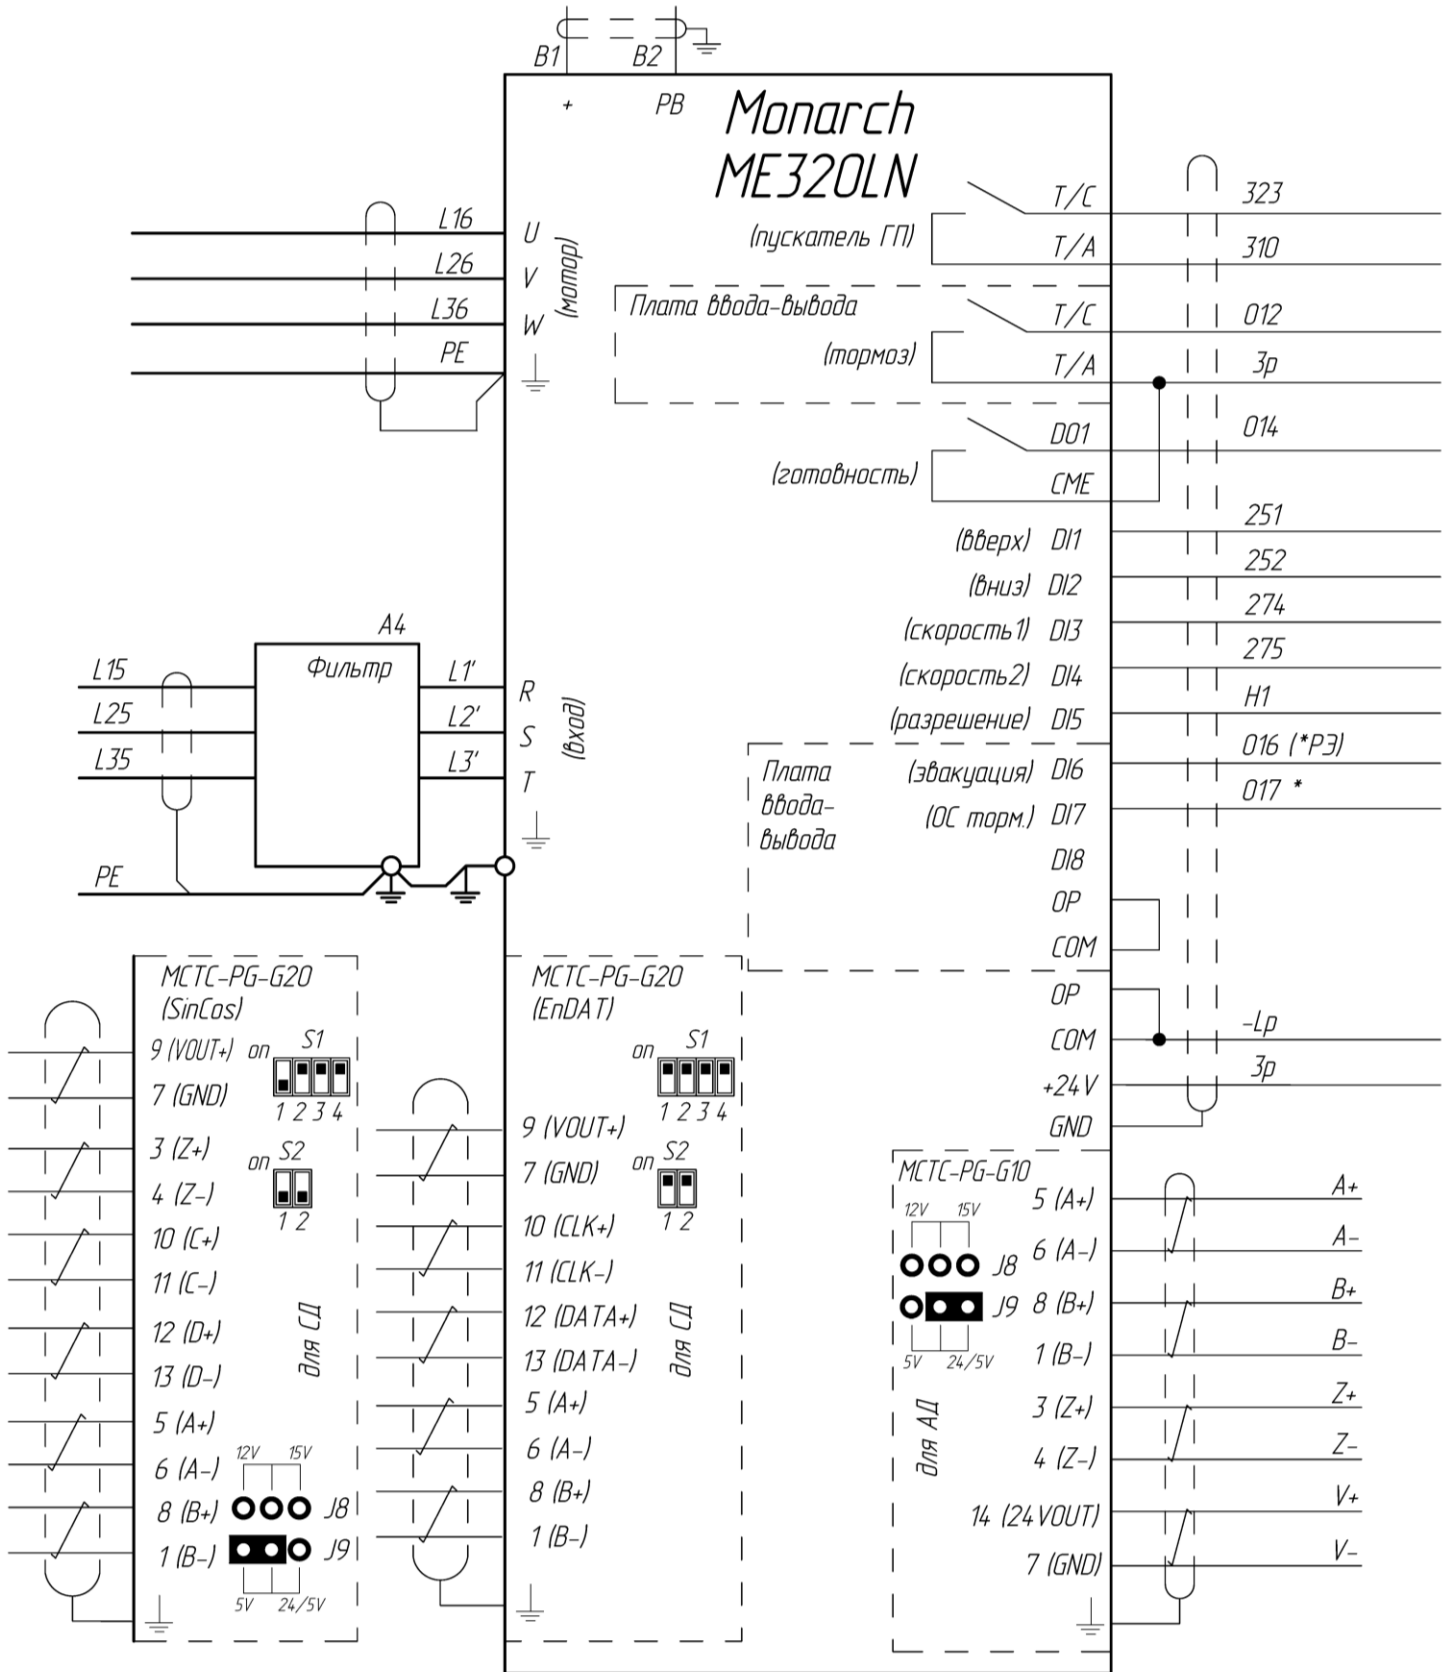 B1
B2
+
PB
Monarch
ME320LN
L16
L26
L36
PE
U
V
W
(мотор)
(пускатель ГП)
T/C
323
T/A
310
Плата ввода-вывода
(тормоз)
T/C
012
T/A
3р
(готовность)
DO1
014
CME
(вверх) DI1
251
(вниз) DI2
252
(скорость1) DI3
274
(скорость2) DI4
275
(разрешение) DI5
H1
Плата
ввода-
вывода
(эвакуация) DI6
016 (*РЭ)
(ОС торм.) DI7
017 *
DI8
OP
COM
OP
COM
-Lp
+24V
3р
GND
A4
Фильтр
L15
L25
L35
PE
L1'
L2'
L3'
R
S
T
(вход)
MCTC-PG-G20
(SinCos)
9 (VOUT+)
7 (GND)
3 (Z+)
4 (Z-)
10 (C+)
11 (C-)
12 (D+)
13 (D-)
5 (A+)
6 (A-)
8 (B+)
1 (B-)
on S1
1 2 3 4
on S2
1 2
для СД
12V 15V
J8
J9
5V 24/5V
MCTC-PG-G20
(EnDAT)
on S1
1 2 3 4
on S2
1 2
9 (VOUT+)
7 (GND)
10 (CLK+)
11 (CLK-)
12 (DATA+)
13 (DATA-)
5 (A+)
6 (A-)
8 (B+)
1 (B-)
для СД
MCTC-PG-G10
12V 15V
J8
J9
5V 24/5V
для АД
5 (A+)
A+
6 (A-)
A-
8 (B+)
B+
1 (B-)
B-
3 (Z+)
Z+
4 (Z-)
Z-
14 (24VOUT)
V+
7 (GND)
V-